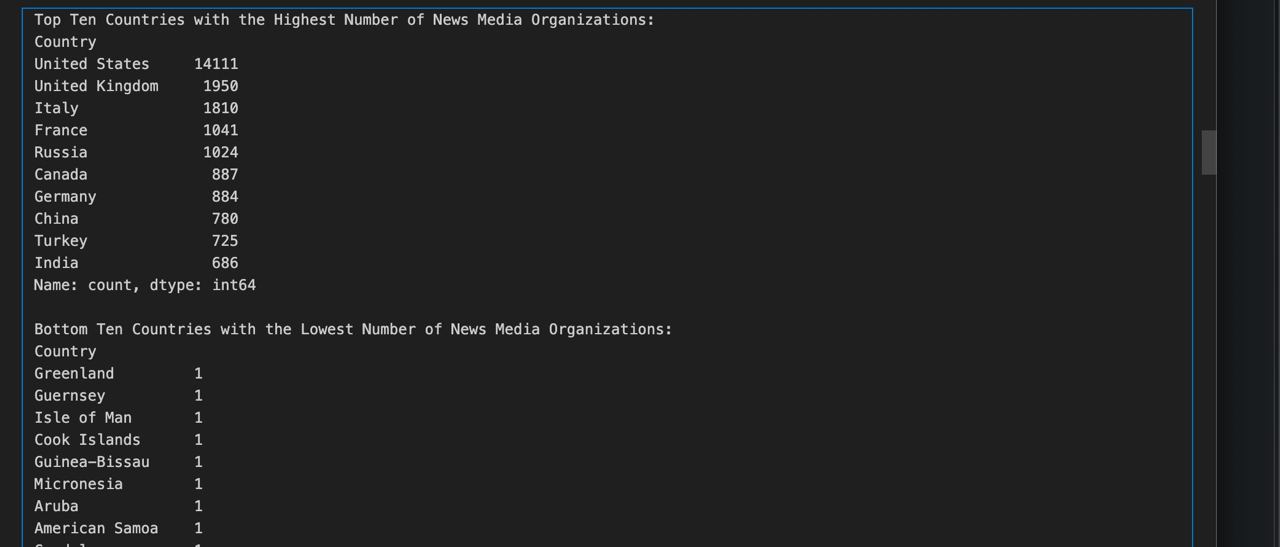 Top Ten Countries with the Highest Number of News Media Organizations:
Country
United States     14111
United Kingdom     1950
Italy              1810
France             1041
Russia             1024
Canada              887
Germany             884
China               780
Turkey              725
India               686
Name: count, dtype: int64

Bottom Ten Countries with the Lowest Number of News Media Organizations:
Country
Greenland         1
Guernsey          1
Isle of Man       1
Cook Islands      1
Guinea-Bissau     1
Micronesia        1
Aruba             1
American Samoa    1